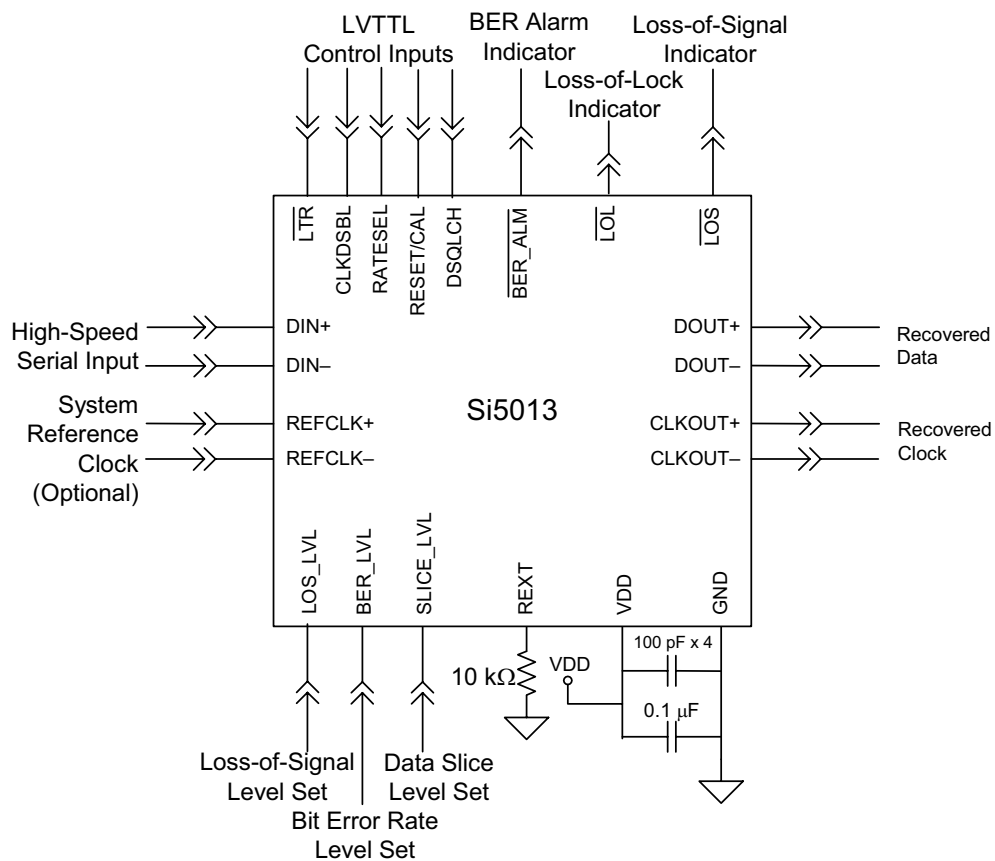 LVTTL
Control Inputs
BER Alarm
Indicator
Loss-of-Lock
Indicator
Loss-of-Signal
Indicator
LTR
CLKDSBL
RATESEL
RESET/CAL
DSQLCH
BER_ALM
LOL
LOS
High-Speed
Serial Input
DIN+
DIN–
System
Reference
Clock
(Optional)
REFCLK+
REFCLK–
Si5013
DOUT+
DOUT–
Recovered
Data
CLKOUT+
CLKOUT–
Recovered
Clock
LOS_LVL
BER_LVL
SLICE_LVL
REXT
VDD
GND
10 kΩ
VDD
100 pF x 4
0.1 μF
Loss-of-Signal
Level Set
Data Slice
Level Set
Bit Error Rate
Level Set